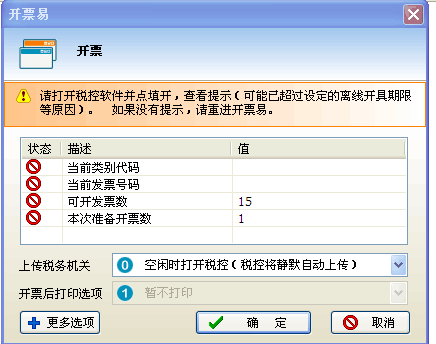 开票易
开票
请打开税控软件并点填开，查看提示（可能已超过设定的离线开具期限
等原因）。 如果没有提示，请重进开票易。
状态 描述 值
当前类别代码
当前发票号码
可开发票数 15
本次准备开票数 1
上传税务机关 0 空闲时打开税控（税控将静默自动上传）
开票后打印选项 1 暂不打印
更多选项 确 定 取消